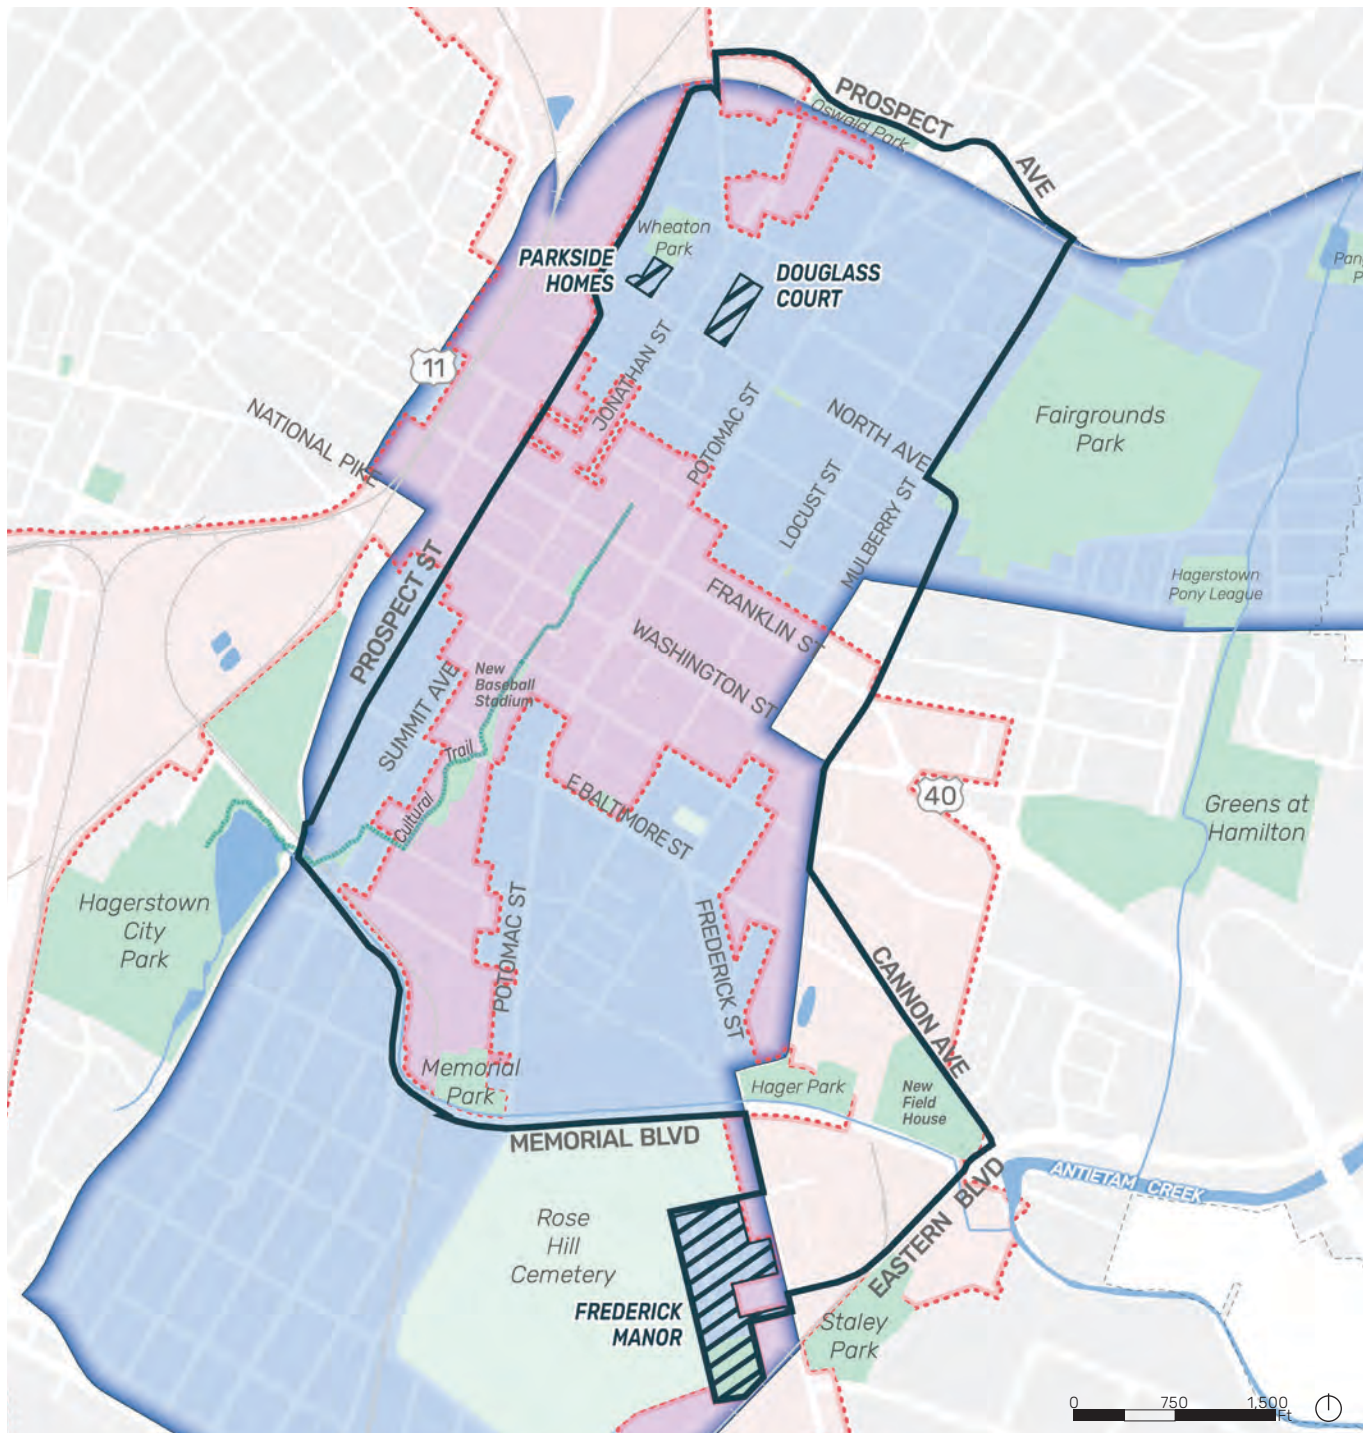 PROSPECT
AVE
Oswald Park
Wheaton
Park
PARKSIDE
HOMES
DOUGLASS
COURT
11
JONATHAN ST
NATIONAL PIKE
POTOMAC ST
NORTH AVE
Fairgrounds
Park
LOCUST ST
MULBERRY ST
PROSPECT ST
Hagerstown
Pony League
FRANKLIN ST
WASHINGTON ST
New
Baseball
Stadium
SUMMIT AVE
Trail
Cultural
E BALTIMORE ST
40
Greens at
Hamilton
Hagerstown
City
Park
POTOMAC ST
FREDERICK ST
CANNON AVE
Memorial
Park
Hager Park
New
Field
House
MEMORIAL BLVD
EASTERN BLVD
ANTIETAM CREEK
Rose
Hill
Cemetery
FREDERICK
MANOR
Staley
Park
0 750 1,500
Ft